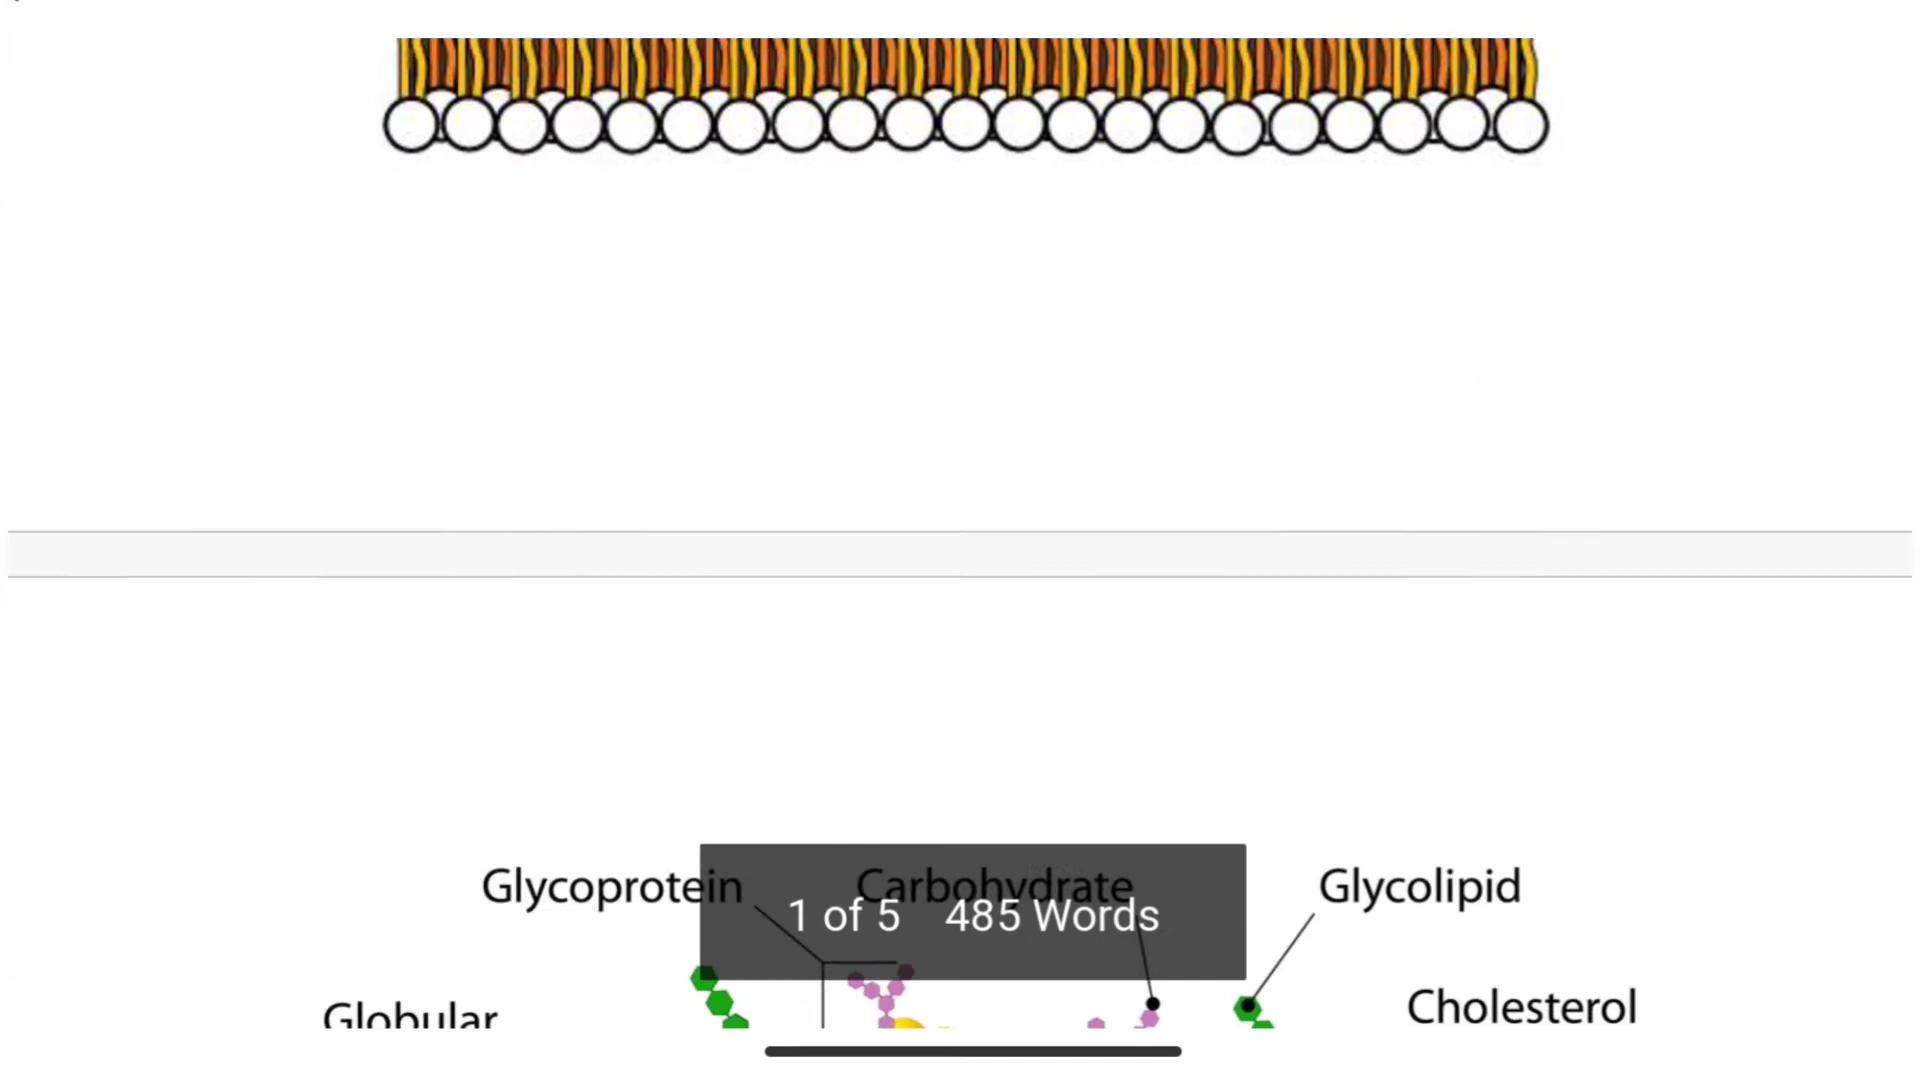 Glycoprotein Carbohydrate Glycolipid
1 of 5 485 Words
Globular Cholesterol